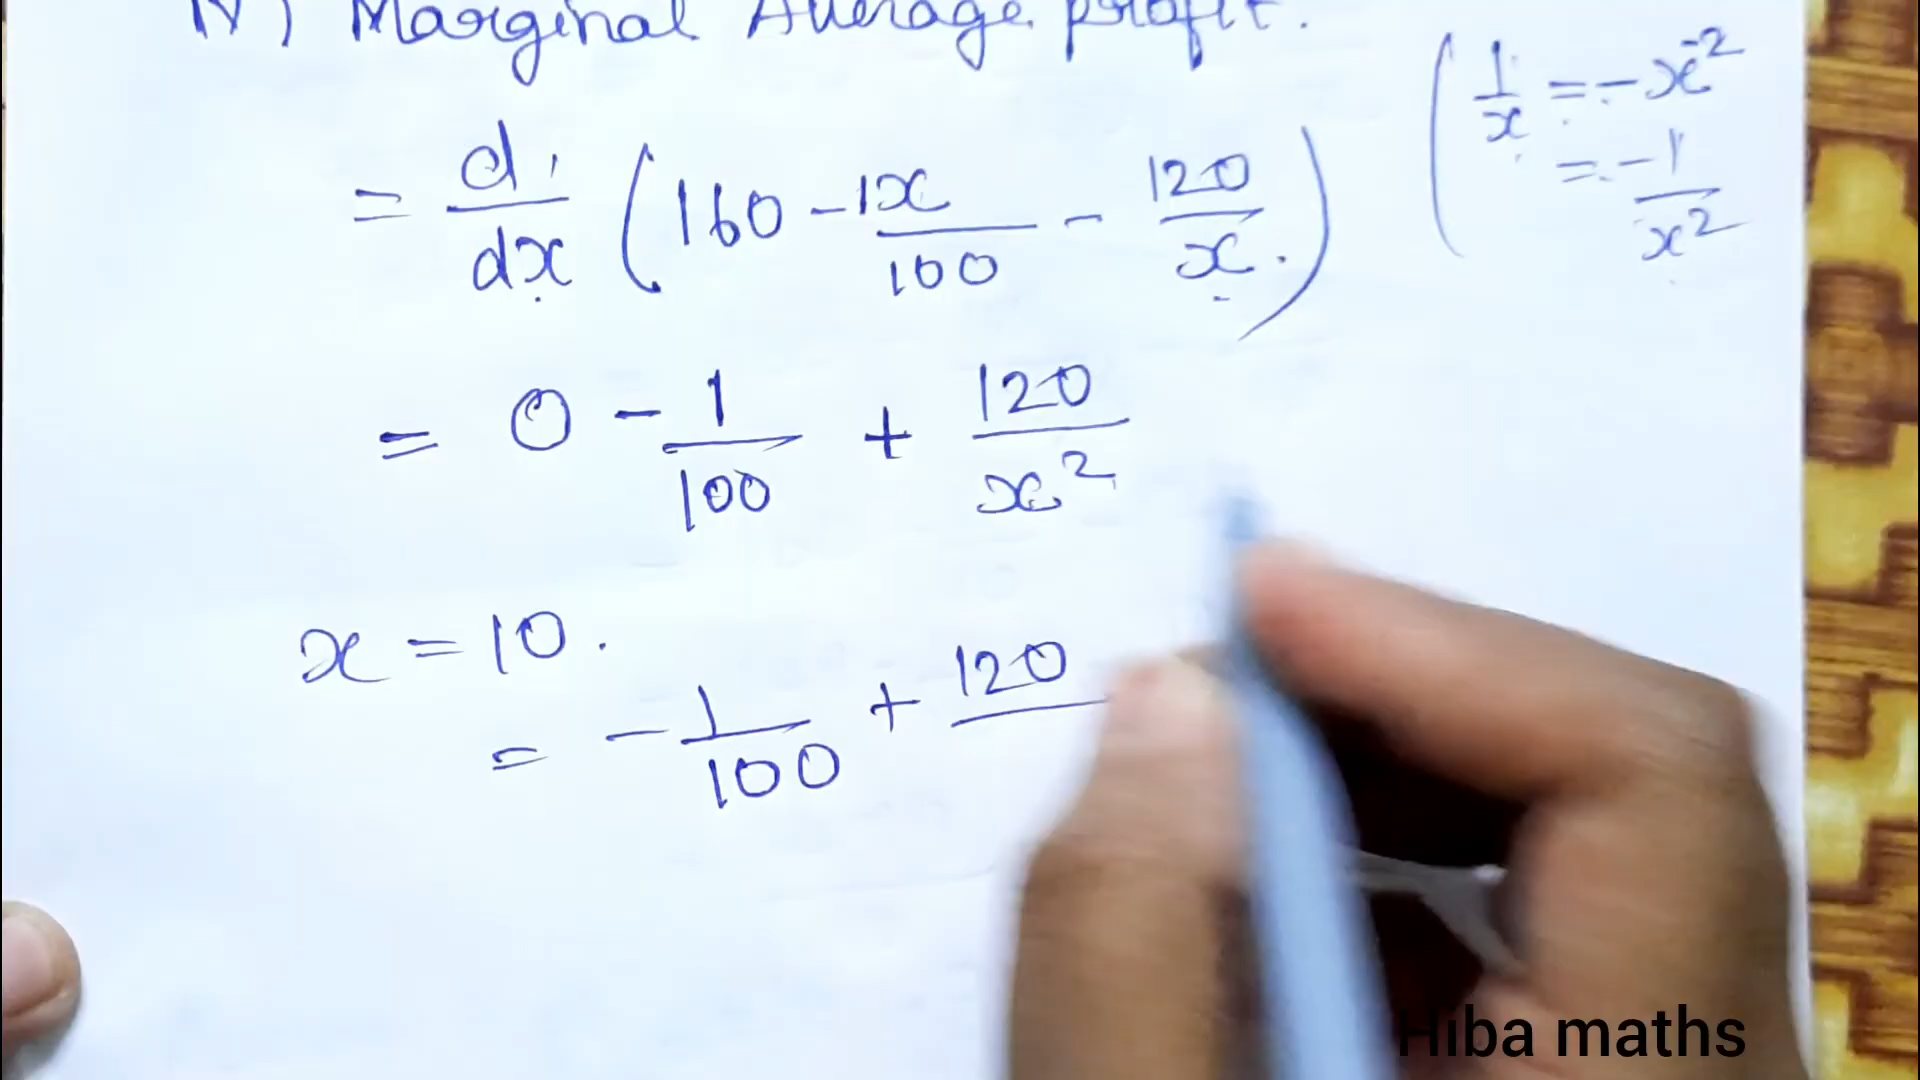 IV) Marginal Average profit.
= d/dx (160 - 1x/100 - 120/x.)
(1/x = -x^-2
= -1/x^2
= 0 - 1/100 + 120/x^2
x = 10.
= - 1/100 + 120
Hiba maths